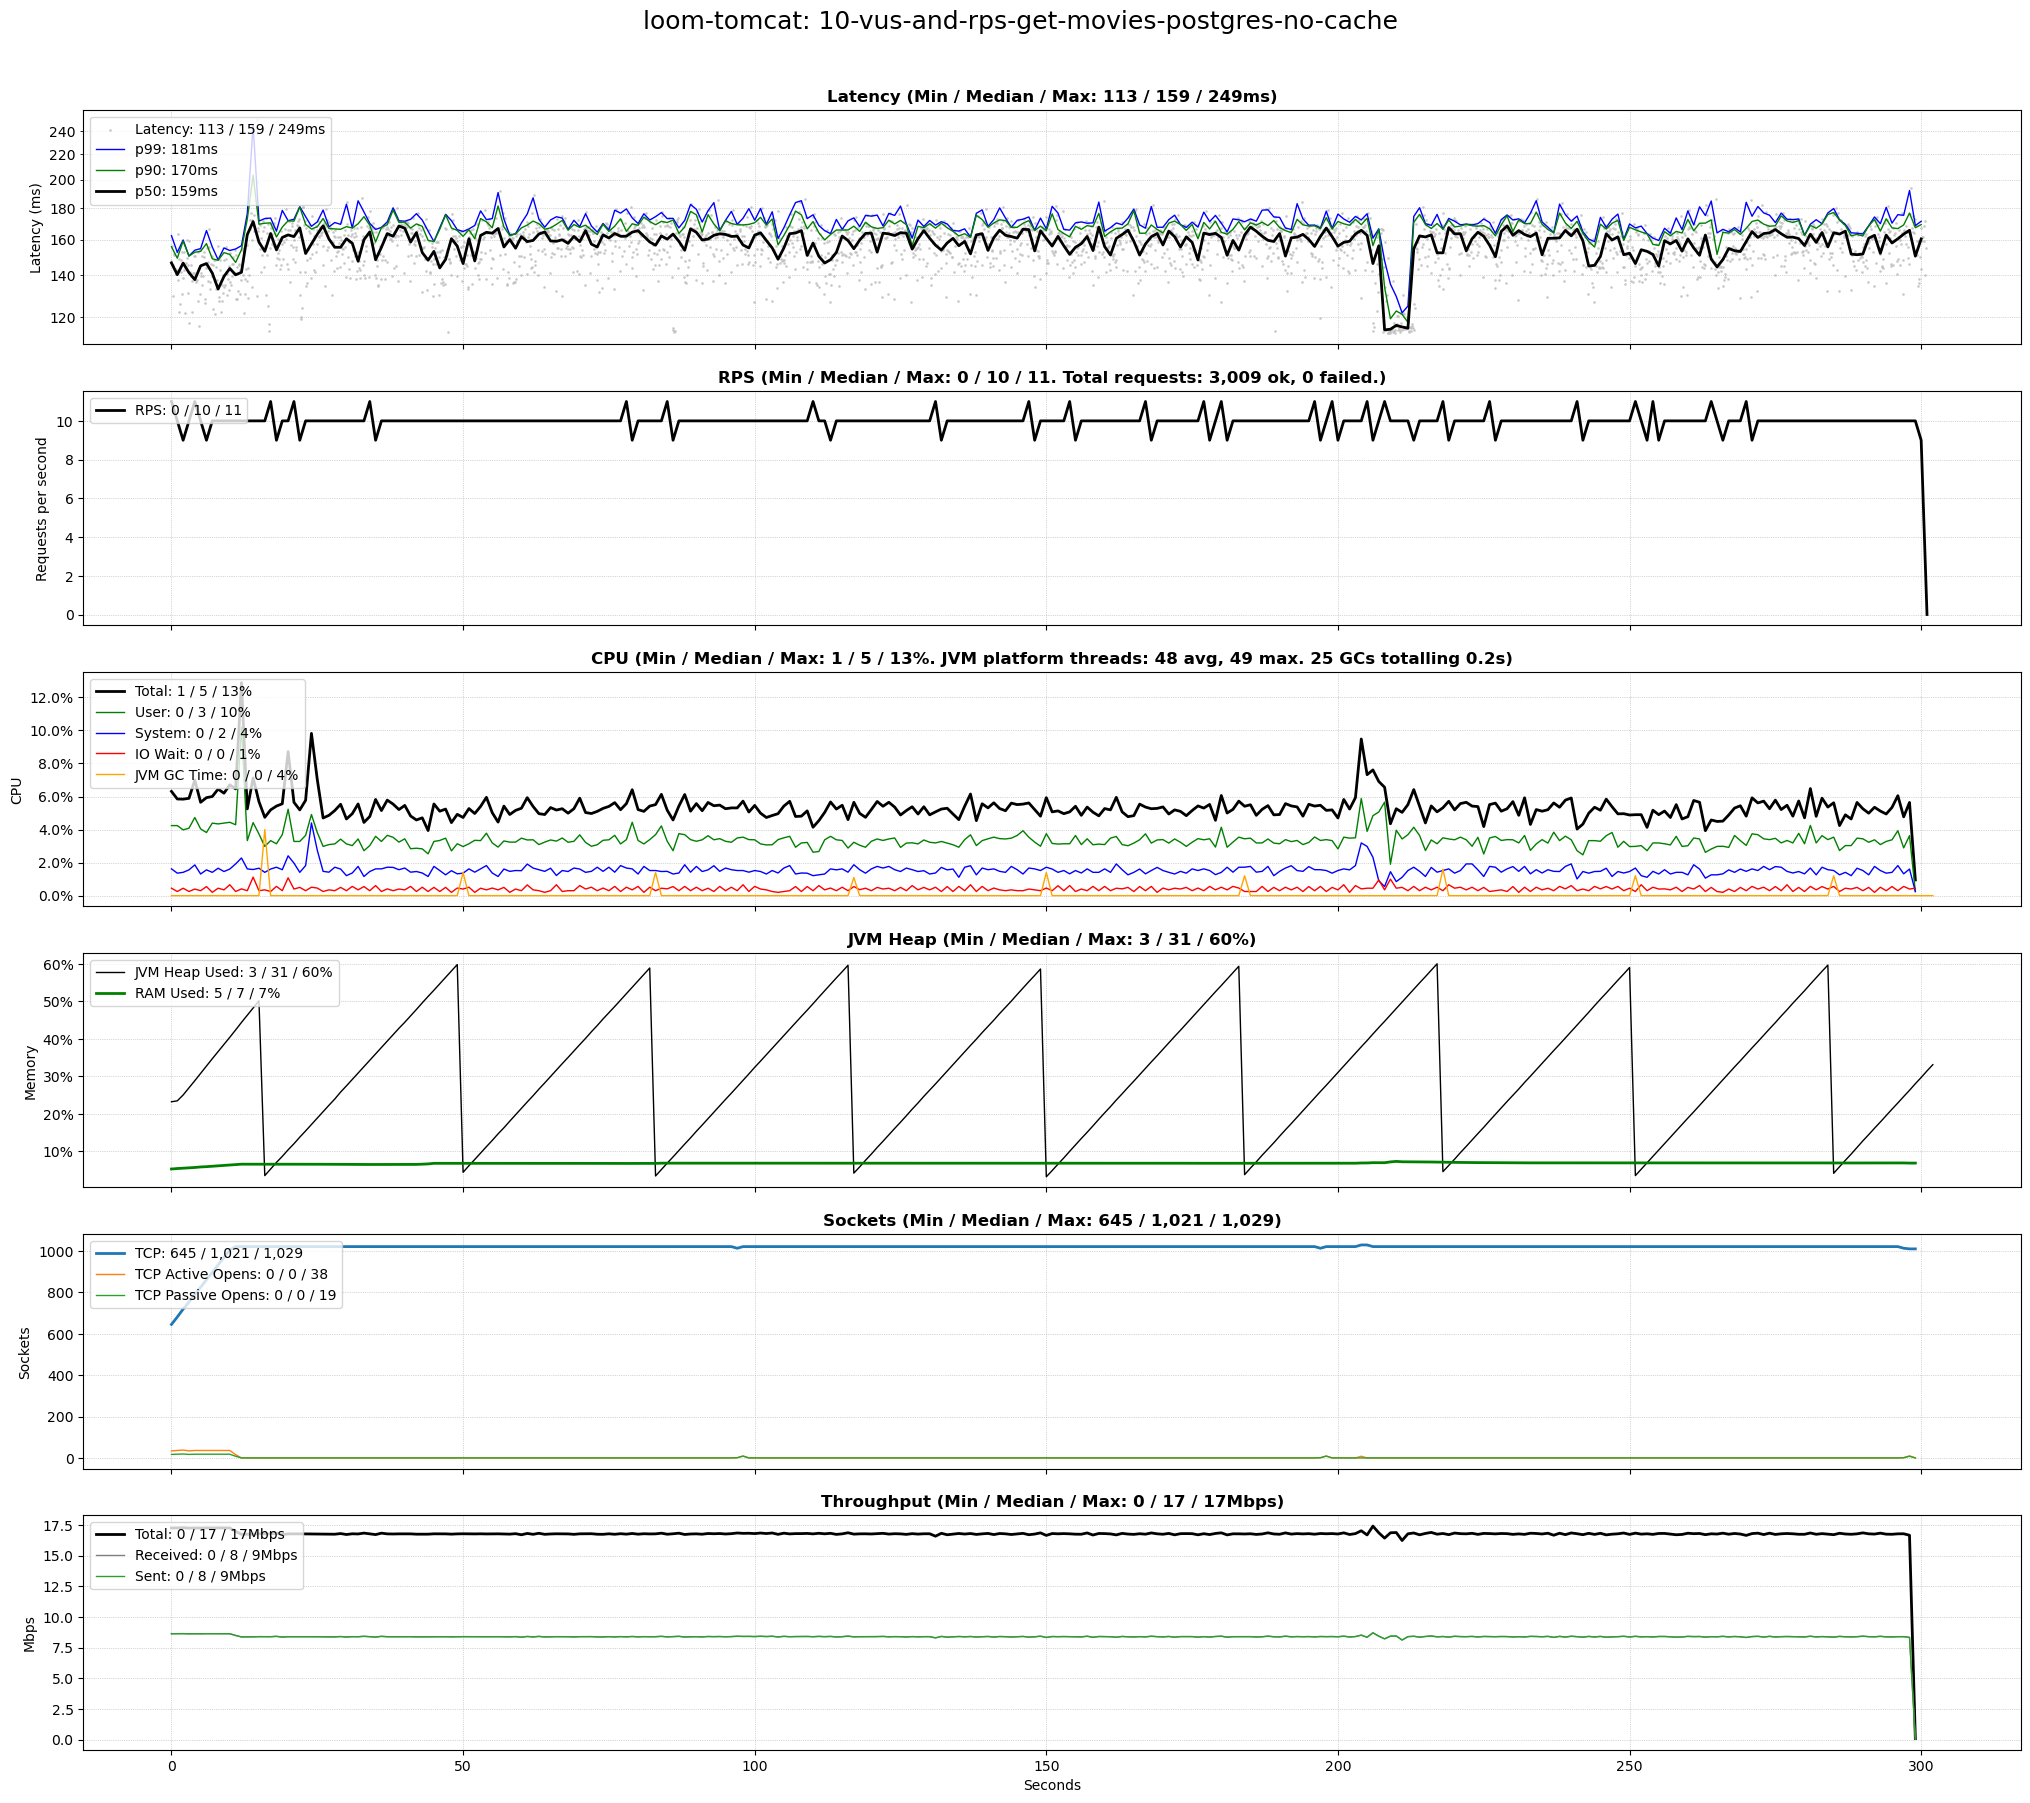 loom-tomcat: 10-vus-and-rps-get-movies-postgres-no-cache
Latency (Min / Median / Max: 113 / 159 / 249ms)
Latency (ms)
240
220
200
180
160
140
120
Latency: 113 / 159 / 249ms
p99: 181ms
p90: 170ms
p50: 159ms
RPS (Min / Median / Max: 0 / 10 / 11. Total requests: 3,009 ok, 0 failed.)
Requests per second
10
8
6
4
2
0
RPS: 0 / 10 / 11
CPU (Min / Median / Max: 1 / 5 / 13%. JVM platform threads: 48 avg, 49 max. 25 GCs totalling 0.2s)
CPU
12.0%
10.0%
8.0%
6.0%
4.0%
2.0%
0.0%
Total: 1 / 5 / 13%
User: 0 / 3 / 10%
System: 0 / 2 / 4%
IO Wait: 0 / 0 / 1%
JVM GC Time: 0 / 0 / 4%
JVM Heap (Min / Median / Max: 3 / 31 / 60%)
Memory
60%
50%
40%
30%
20%
10%
JVM Heap Used: 3 / 31 / 60%
RAM Used: 5 / 7 / 7%
Sockets (Min / Median / Max: 645 / 1,021 / 1,029)
Sockets
1000
800
600
400
200
0
TCP: 645 / 1,021 / 1,029
TCP Active Opens: 0 / 0 / 38
TCP Passive Opens: 0 / 0 / 19
Throughput (Min / Median / Max: 0 / 17 / 17Mbps)
Mbps
17.5
15.0
12.5
10.0
7.5
5.0
2.5
0.0
Total: 0 / 17 / 17Mbps
Received: 0 / 8 / 9Mbps
Sent: 0 / 8 / 9Mbps
0 50 100 150 200 250 300
Seconds